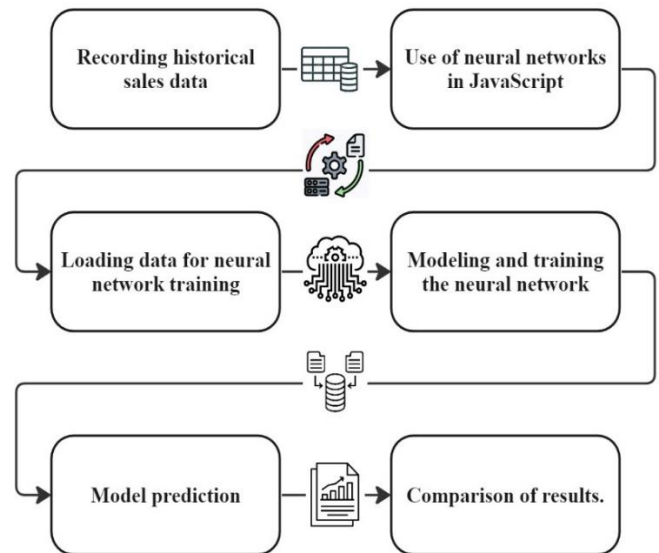 Recording historical
sales data
Use of neural networks
in JavaScript
Loading data for neural
network training
Modeling and training
the neural network
Model prediction
Comparison of results.